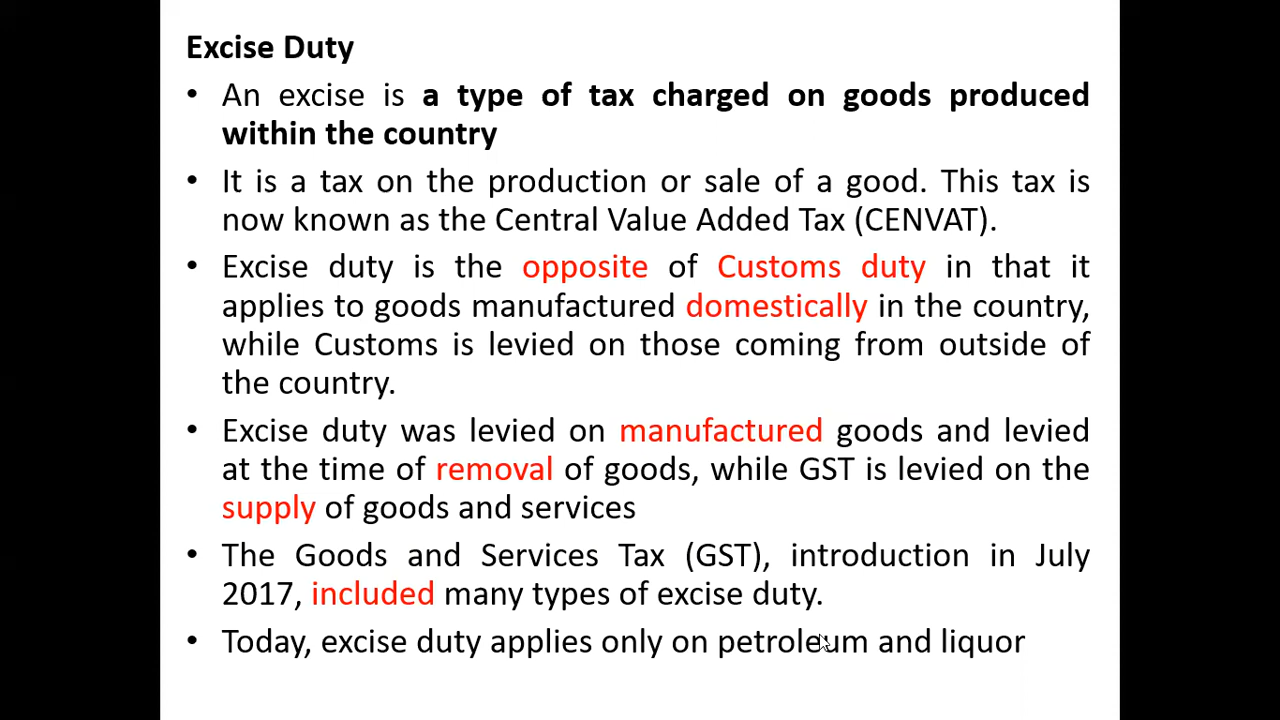 Excise Duty
• An excise is a type of tax charged on goods produced
within the country
• It is a tax on the production or sale of a good. This tax is
now known as the Central Value Added Tax (CENVAT).
• Excise duty is the opposite of Customs duty in that it
applies to goods manufactured domestically in the country,
while Customs is levied on those coming from outside of
the country.
• Excise duty was levied on manufactured goods and levied
at the time of removal of goods, while GST is levied on the
supply of goods and services
• The Goods and Services Tax (GST), introduction in July
2017, included many types of excise duty.
• Today, excise duty applies only on petroleum and liquor